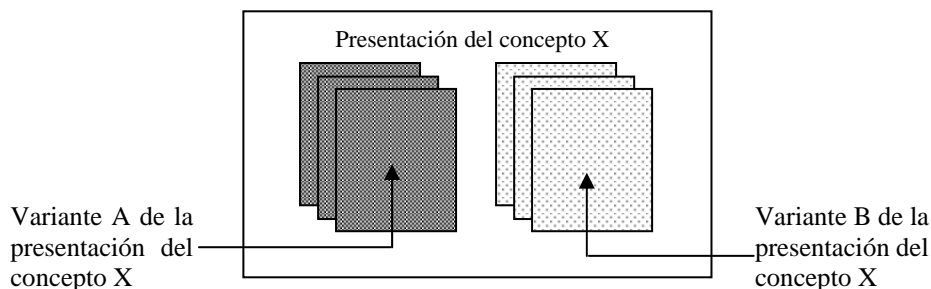 Presentación del concepto X
Variante A de la
presentación del
concepto X
Variante B de la
presentación del
concepto X